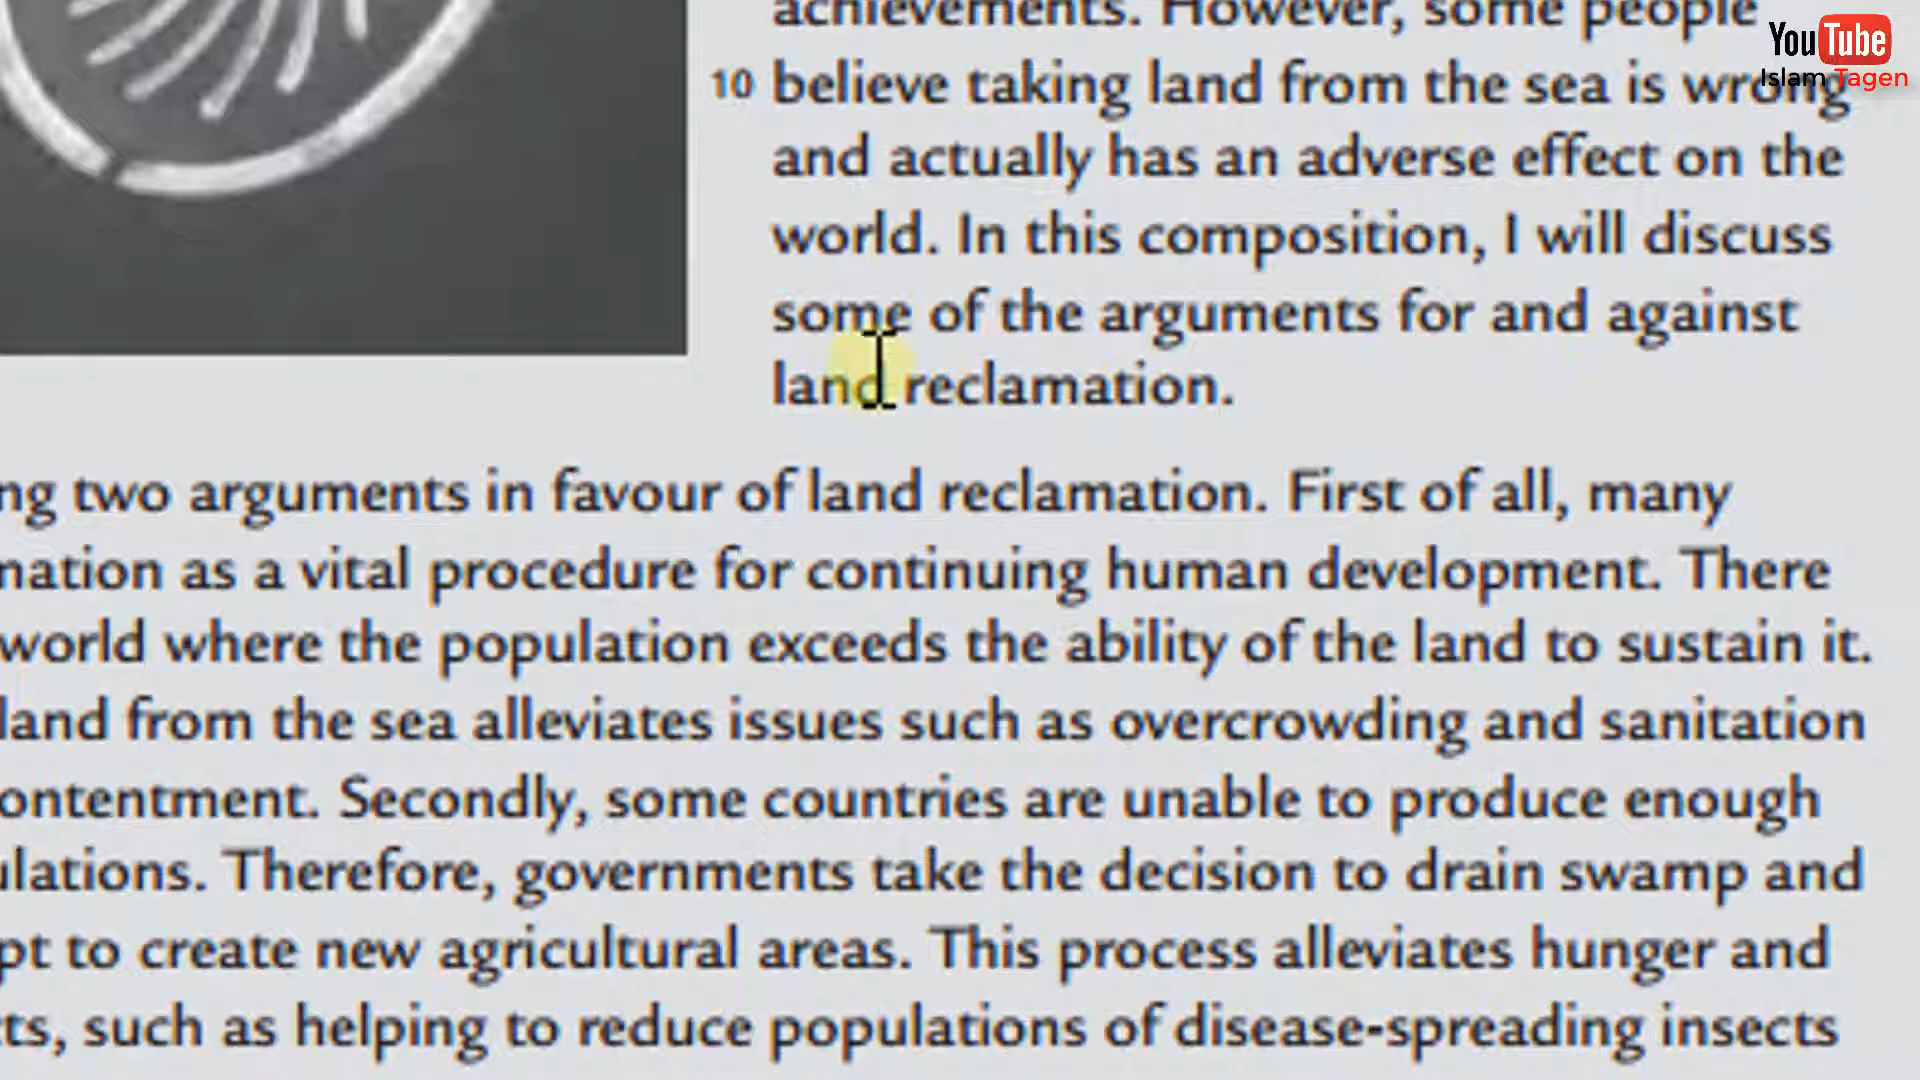 achievements. However, some people
YouTube
10 believe taking land from the sea is wrong
Islam Tagen
and actually has an adverse effect on the
world. In this composition, I will discuss
some of the arguments for and against
land reclamation.
two arguments in favour of land reclamation. First of all, many
as a vital procedure for continuing human development. There
world where the population exceeds the ability of the land to sustain it.
land from the sea alleviates issues such as overcrowding and sanitation
Secondly, some countries are unable to produce enough
Therefore, governments take the decision to drain swamp and
to create new agricultural areas. This process alleviates hunger and
such as helping to reduce populations of disease-spreading insects